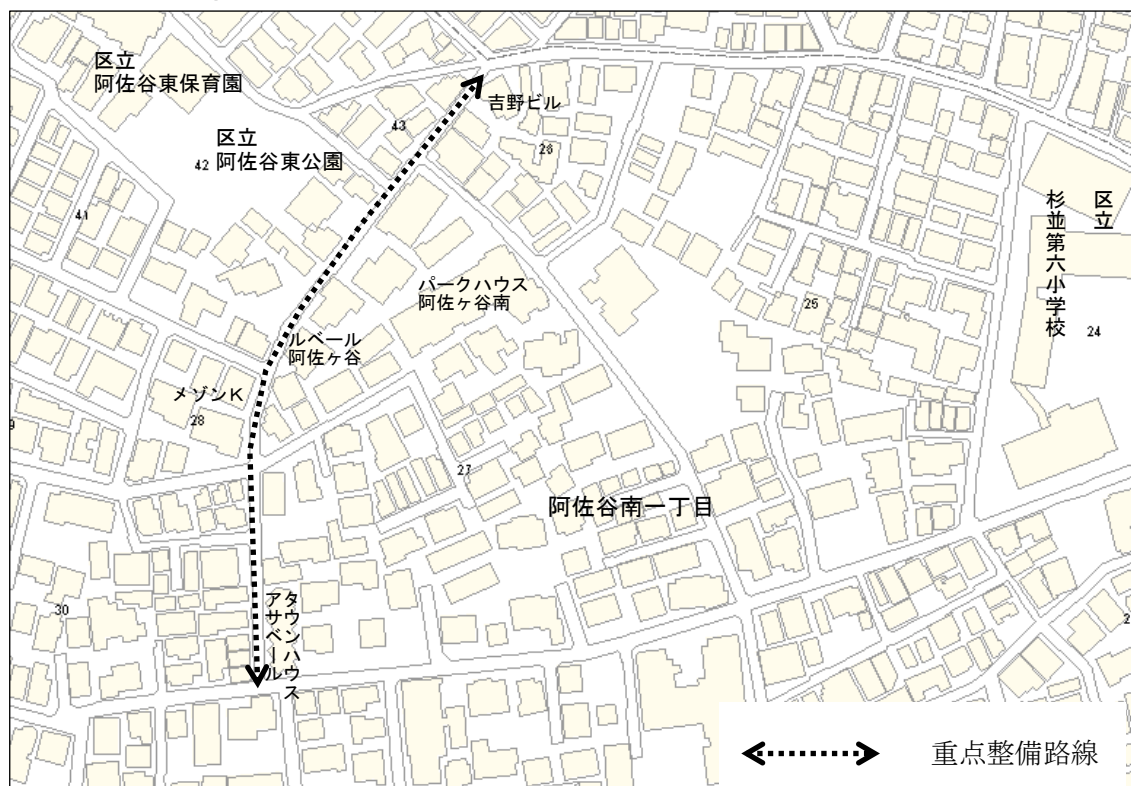 区立
阿佐谷東保育園
吉野ビル
43
26
区立
阿佐谷東公園
42
41
区立
杉並第六小学校
パークハウス
阿佐ヶ谷南
25
24
ルベール
阿佐ヶ谷
メゾンK
28
27
阿佐谷南一丁目
タウンハウス
アサベール
30
重点整備路線